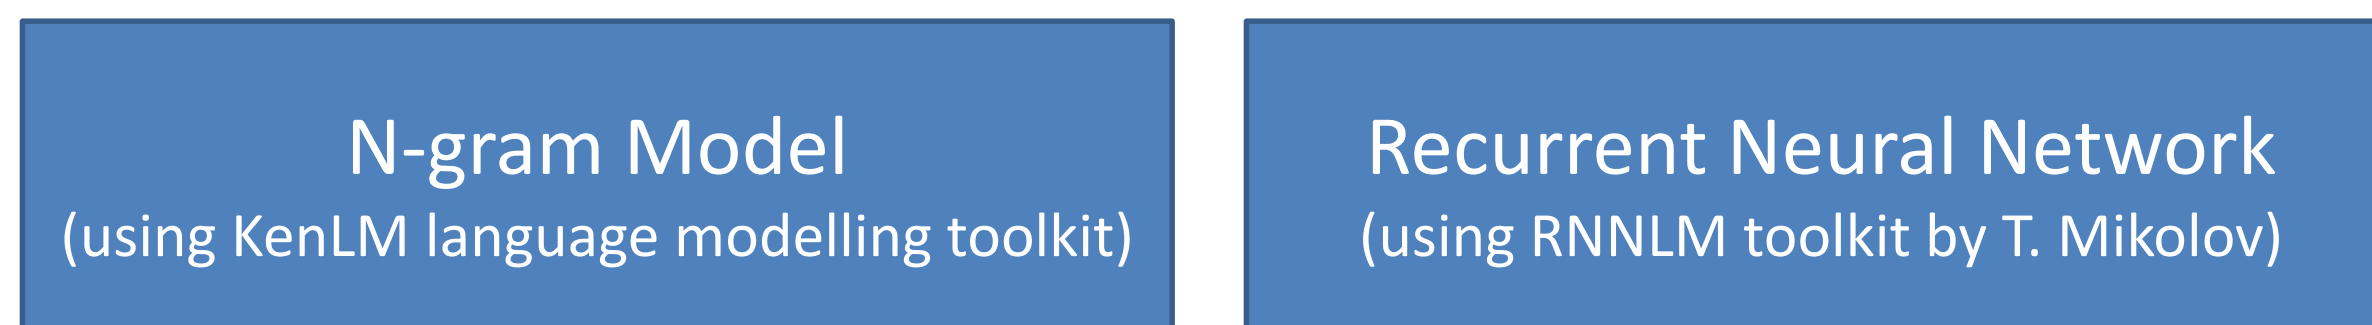 N-gram Model
(using KenLM language modelling toolkit)
Recurrent Neural Network
(using RNNLM toolkit by T. Mikolov)